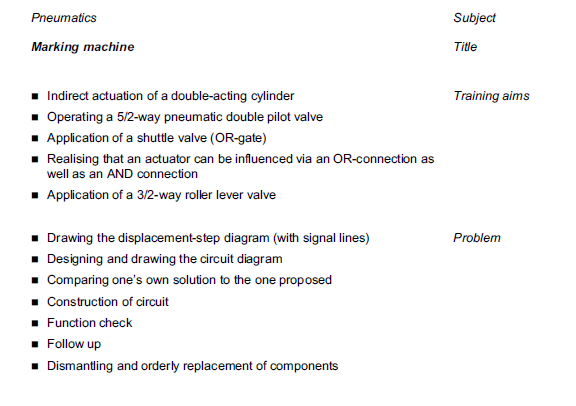 Pneumatics Subject
Marking machine Title
■ Indirect actuation of a double-acting cylinder Training aims
■ Operating a 5/2-way pneumatic double pilot valve
■ Application of a shuttle valve (OR-gate)
■ Realising that an actuator can be influenced via an OR-connection as
well as an AND connection
■ Application of a 3/2-way roller lever valve
■ Drawing the displacement-step diagram (with signal lines) Problem
■ Designing and drawing the circuit diagram
■ Comparing one's own solution to the one proposed
■ Construction of circuit
■ Function check
■ Follow up
■ Dismantling and orderly replacement of components